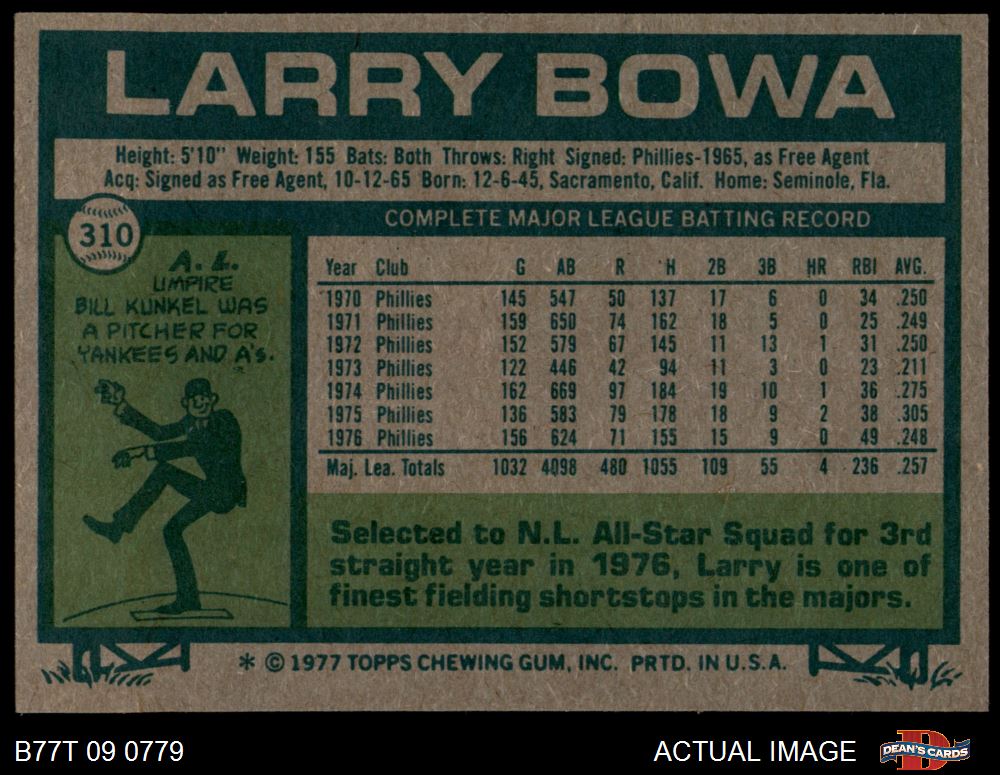 LARRY BOWA
Height: 5'10" Weight: 155 Bats: Both Throws: Right Signed: Phillies-1965, as Free Agent
Acq: Signed as Free Agent, 10-12-65 Born: 12-6-45, Sacramento, Calif. Home: Seminole, Fla.
310
COMPLETE MAJOR LEAGUE BATTING RECORD
A.L.
UMPIRE
BILL KUNKEL WAS
A PITCHER FOR
YANKEES AND A's.
Year Club G AB R H 2B 3B HR RBI AVG.
1970 Phillies 145 547 50 137 17 6 0 34 .250
1971 Phillies 159 650 74 162 18 5 0 25 .249
1972 Phillies 152 579 67 145 11 13 1 31 .250
1973 Phillies 122 446 42 94 11 3 0 23 .211
1974 Phillies 162 669 97 184 19 10 1 36 .275
1975 Phillies 136 583 79 178 18 9 2 38 .305
1976 Phillies 156 624 71 155 15 9 0 49 .248
Maj. Lea. Totals 1032 4098 480 1055 109 55 4 236 .257
Selected to N.L. All-Star Squad for 3rd
straight year in 1976, Larry is one of
finest fielding shortstops in the majors.
* © 1977 TOPPS CHEWING GUM, INC. PRTD. IN U.S.A.
B77T 09 0779
ACTUAL IMAGE
D
DEAN'S CARDS